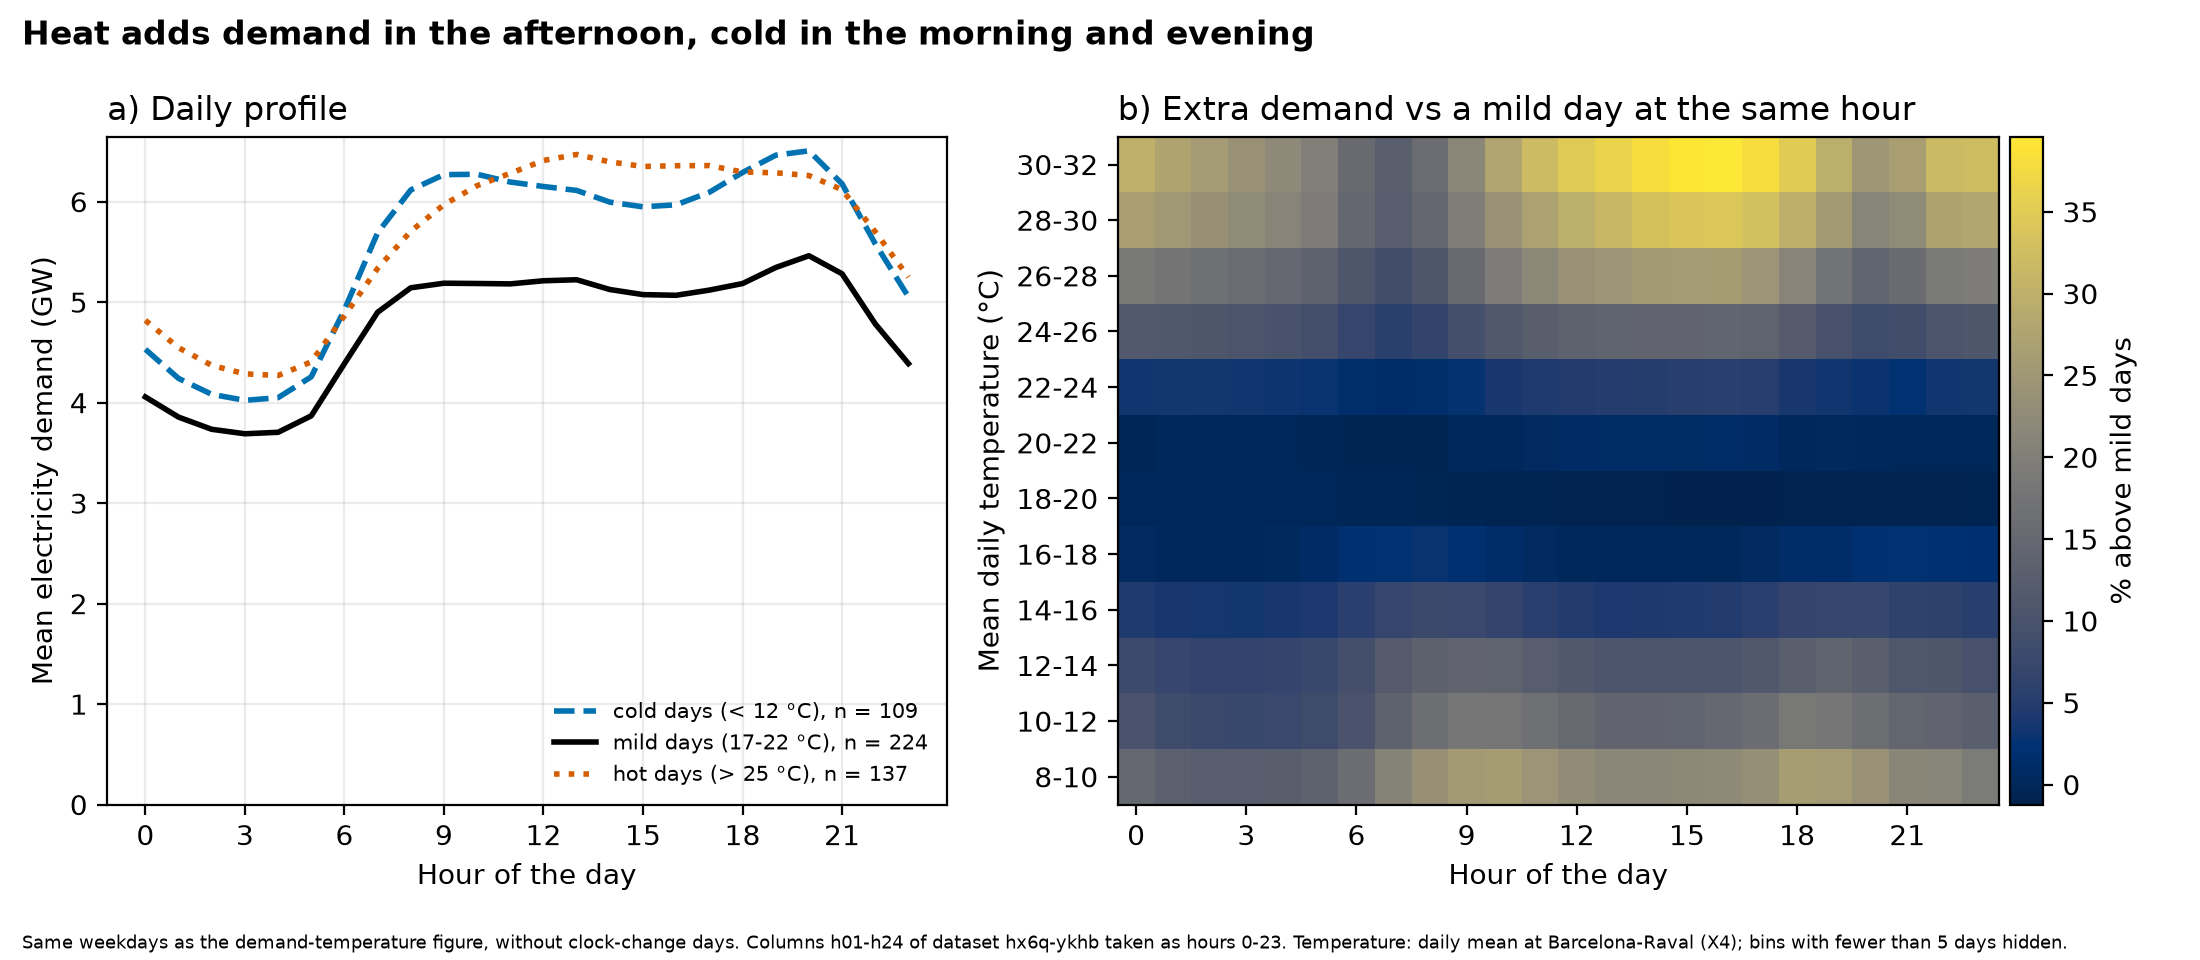 Heat adds demand in the afternoon, cold in the morning and evening
a) Daily profile
Mean electricity demand (GW)
6
5
4
3
2
1
0
cold days (< 12 °C), n = 109
mild days (17-22 °C), n = 224
hot days (> 25 °C), n = 137
0 3 6 9 12 15 18 21
Hour of the day
b) Extra demand vs a mild day at the same hour
Mean daily temperature (°C)
30-32
28-30
26-28
24-26
22-24
20-22
18-20
16-18
14-16
12-14
10-12
8-10
0 3 6 9 12 15 18 21
Hour of the day
35
30
25
20
15
10
5
0
% above mild days
Same weekdays as the demand-temperature figure, without clock-change days. Columns h01-h24 of dataset hx6q-ykhb taken as hours 0-23. Temperature: daily mean at Barcelona-Raval (X4); bins with fewer than 5 days hidden.